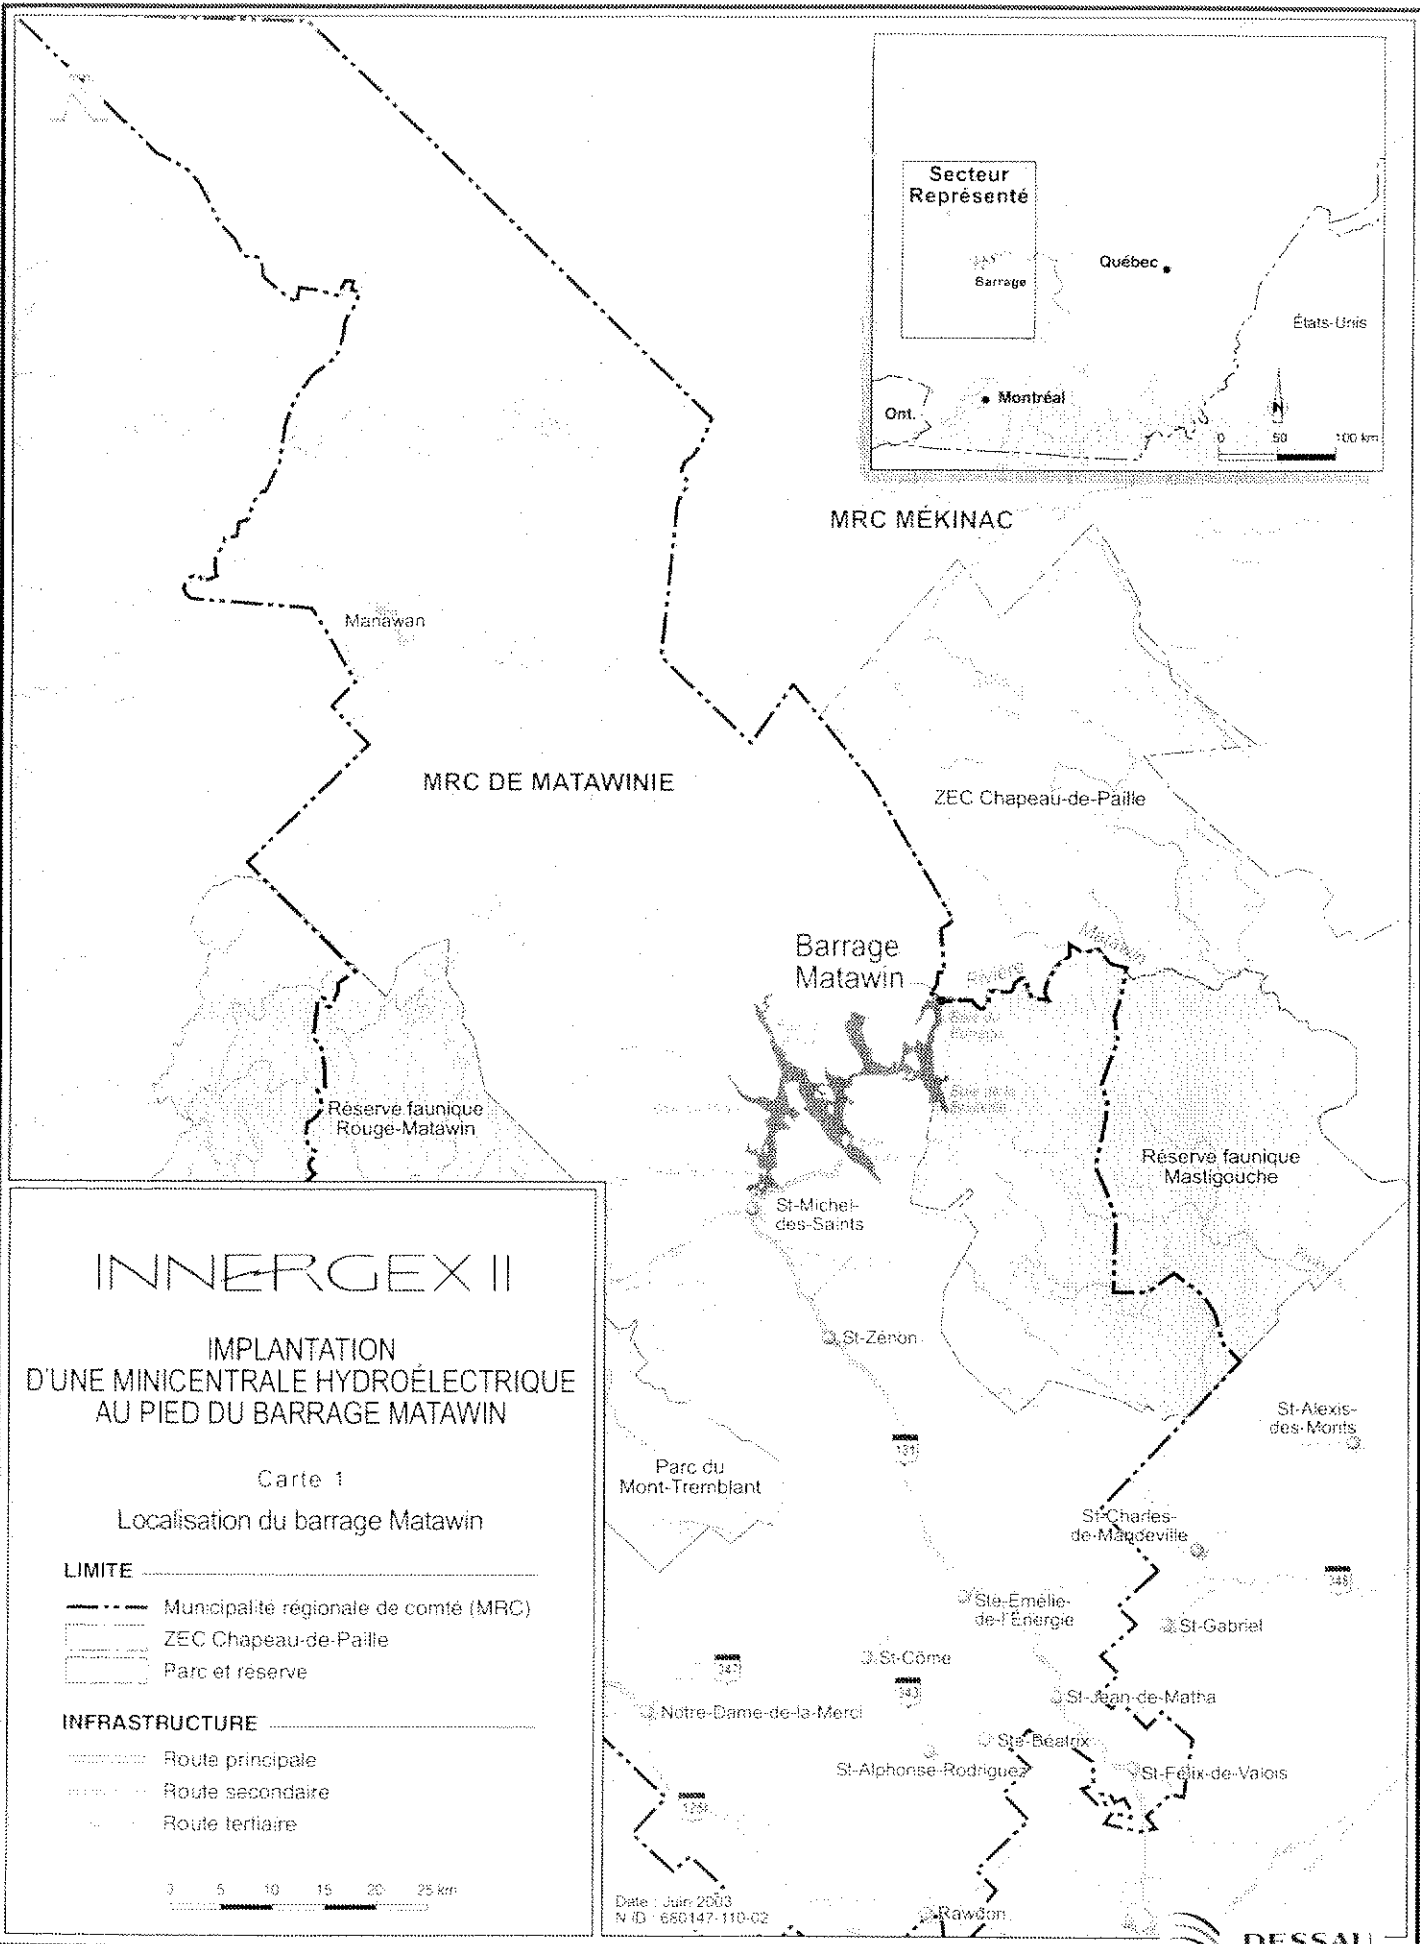 Secteur
Représenté
Barrage
Québec
États-Unis
Montréal
Ont.
N
0 50 100 km
MRC MÉKINAC
Manawan
MRC DE MATAWINIE
ZEC Chapeau-de-Paille
Barrage
Matawin
Rivière
Matawin
Réserve faunique
Rouge-Matawin
Réserve faunique
Mastigouche
St-Michel-
des-Saints
St-Zénon
St-Alexis-
des-Monts
131
Parc du
Mont-Tremblant
St-Charles-
de-Mandeville
348
Ste-Émélie-
de-l'Énergie
St-Gabriel
St-Côme
347
343
St-Jean-de-Matha
Notre-Dame-de-la-Merci
Ste-Béatrix
St-Alphonse-Rodriguez
St-Félix-de-Valois
125
Rawdon
INNERGEX II
IMPLANTATION
D'UNE MINICENTRALE HYDROÉLECTRIQUE
AU PIED DU BARRAGE MATAWIN
Carte 1
Localisation du barrage Matawin
LIMITE
Municipalité régionale de comté (MRC)
ZEC Chapeau-de-Paille
Parc et réserve
INFRASTRUCTURE
Route principale
Route secondaire
Route tertiaire
0 5 10 15 20 25 km
Date : Juin 2003
N/D : 680147-110-02
DESSAU